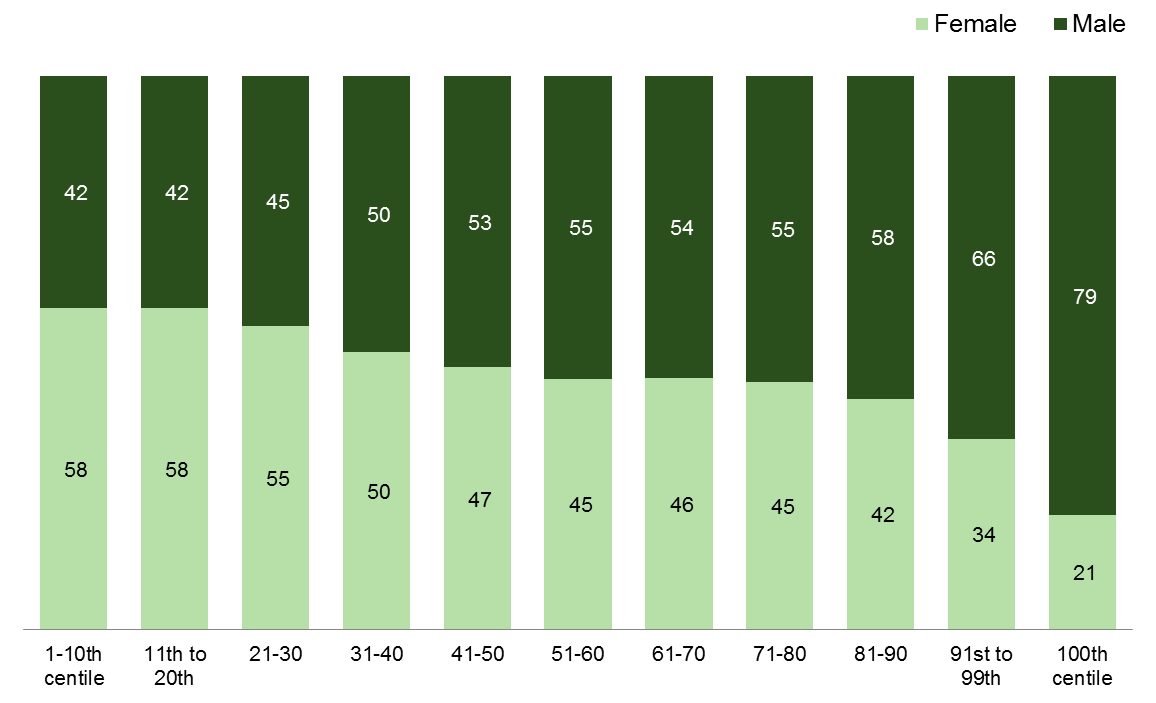 Female Male
42 42 45 50 53 55 54 55 58 66 79
58 58 55 50 47 45 46 45 42 34 21
1-10th centile
11th to 20th
21-30
31-40
41-50
51-60
61-70
71-80
81-90
91st to 99th
100th centile